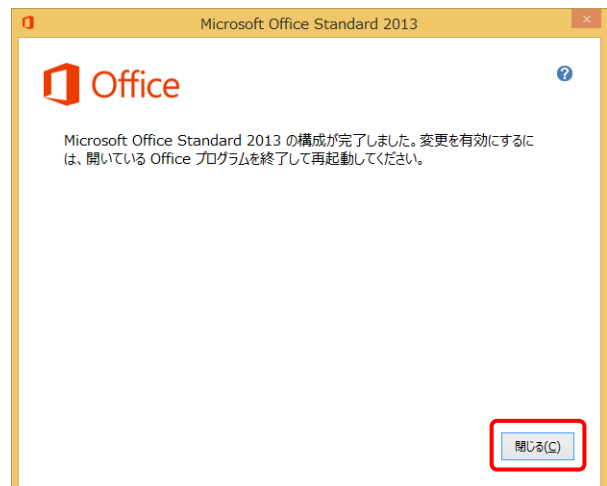 Microsoft Office Standard 2013
Office
Microsoft Office Standard 2013 の構成が完了しました。変更を有効にするに
は、開いている Office プログラムを終了して再起動してください。
閉じる(C)